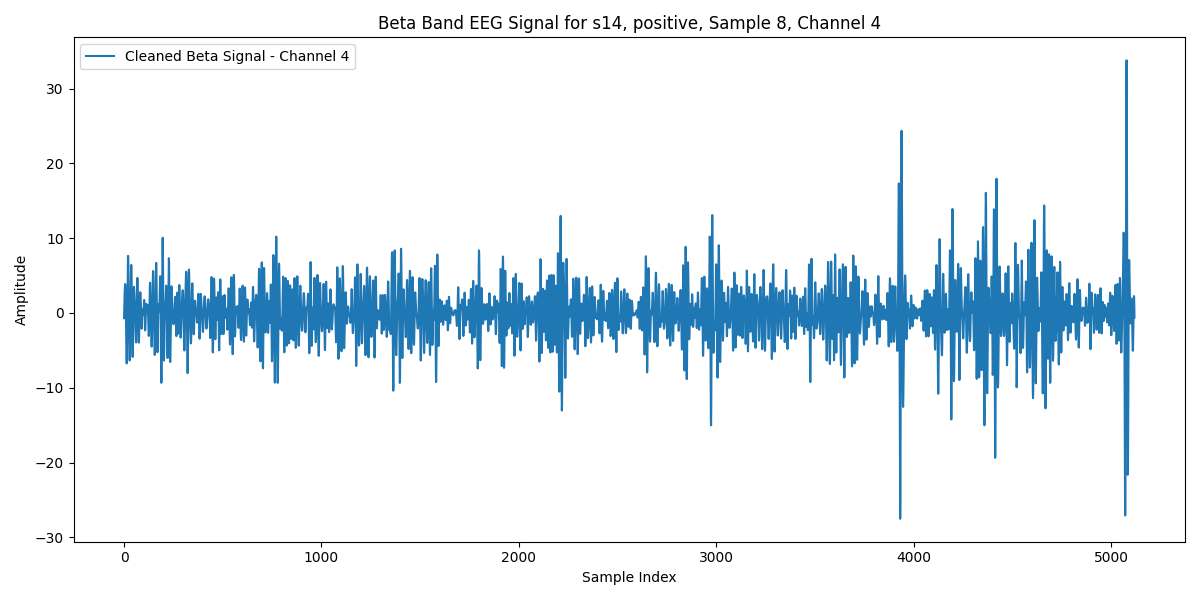 Beta Band EEG Signal for s14, positive, Sample 8, Channel 4
Cleaned Beta Signal - Channel 4
Amplitude
30
20
10
0
−10
−20
−30
0 1000 2000 3000 4000 5000
Sample Index